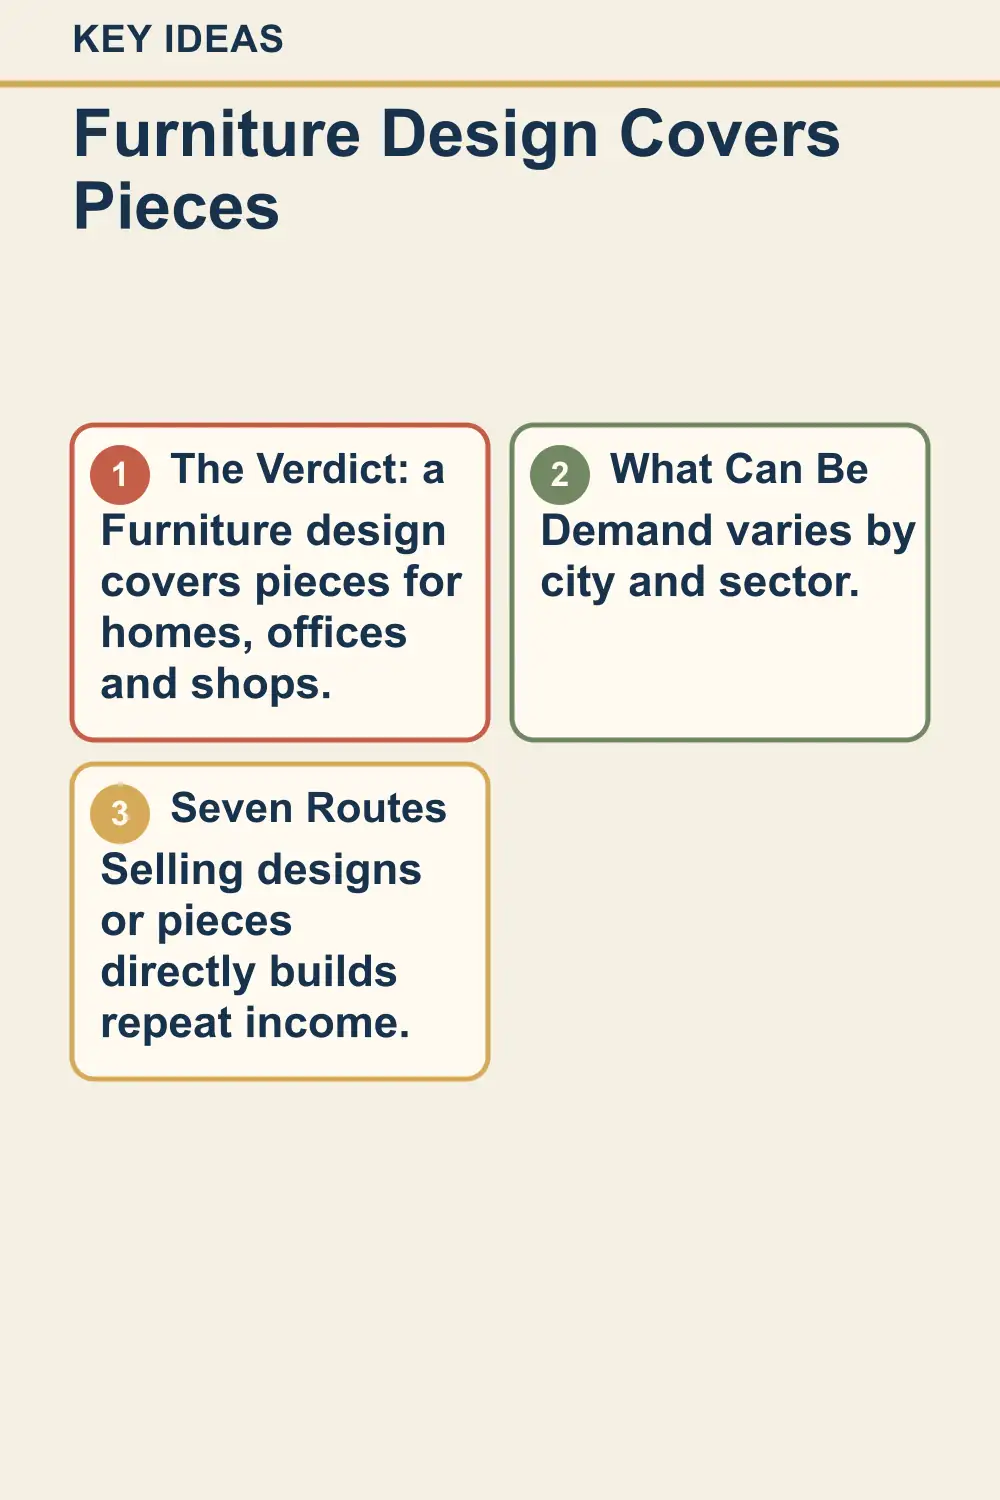 KEY IDEAS
Furniture Design Covers
Pieces
1
The Verdict: a
Furniture design
covers pieces for
homes, offices
and shops.
2
What Can Be
Demand varies by
city and sector.
3
Seven Routes
Selling designs
or pieces
directly builds
repeat income.